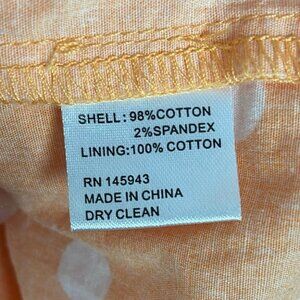 SHELL: 98%COTTON
2%SPANDEX
LINING:100% COTTON
RN 145943
MADE IN CHINA
DRY CLEAN